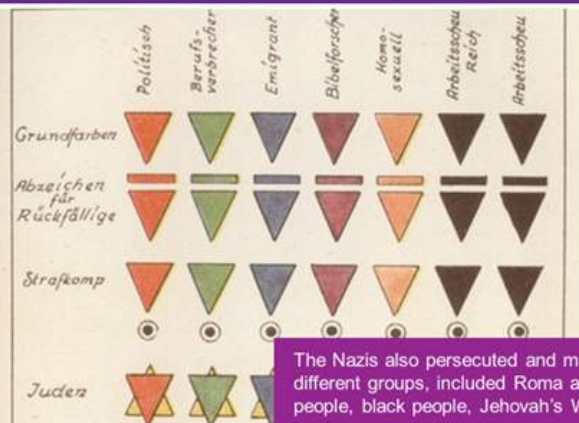 Politisch
Berufs-
verbrecher
Emigrant
Bibelforscher
Homo-
sexuell
Arbeitsscheu
Reich
Arbeitsscheu
Grundfarben
Abzeichen
für
Rückfällige
Strafkomp
Juden
The Nazis also persecuted and m
different groups, included Roma a
people, black people, Jehovah's W